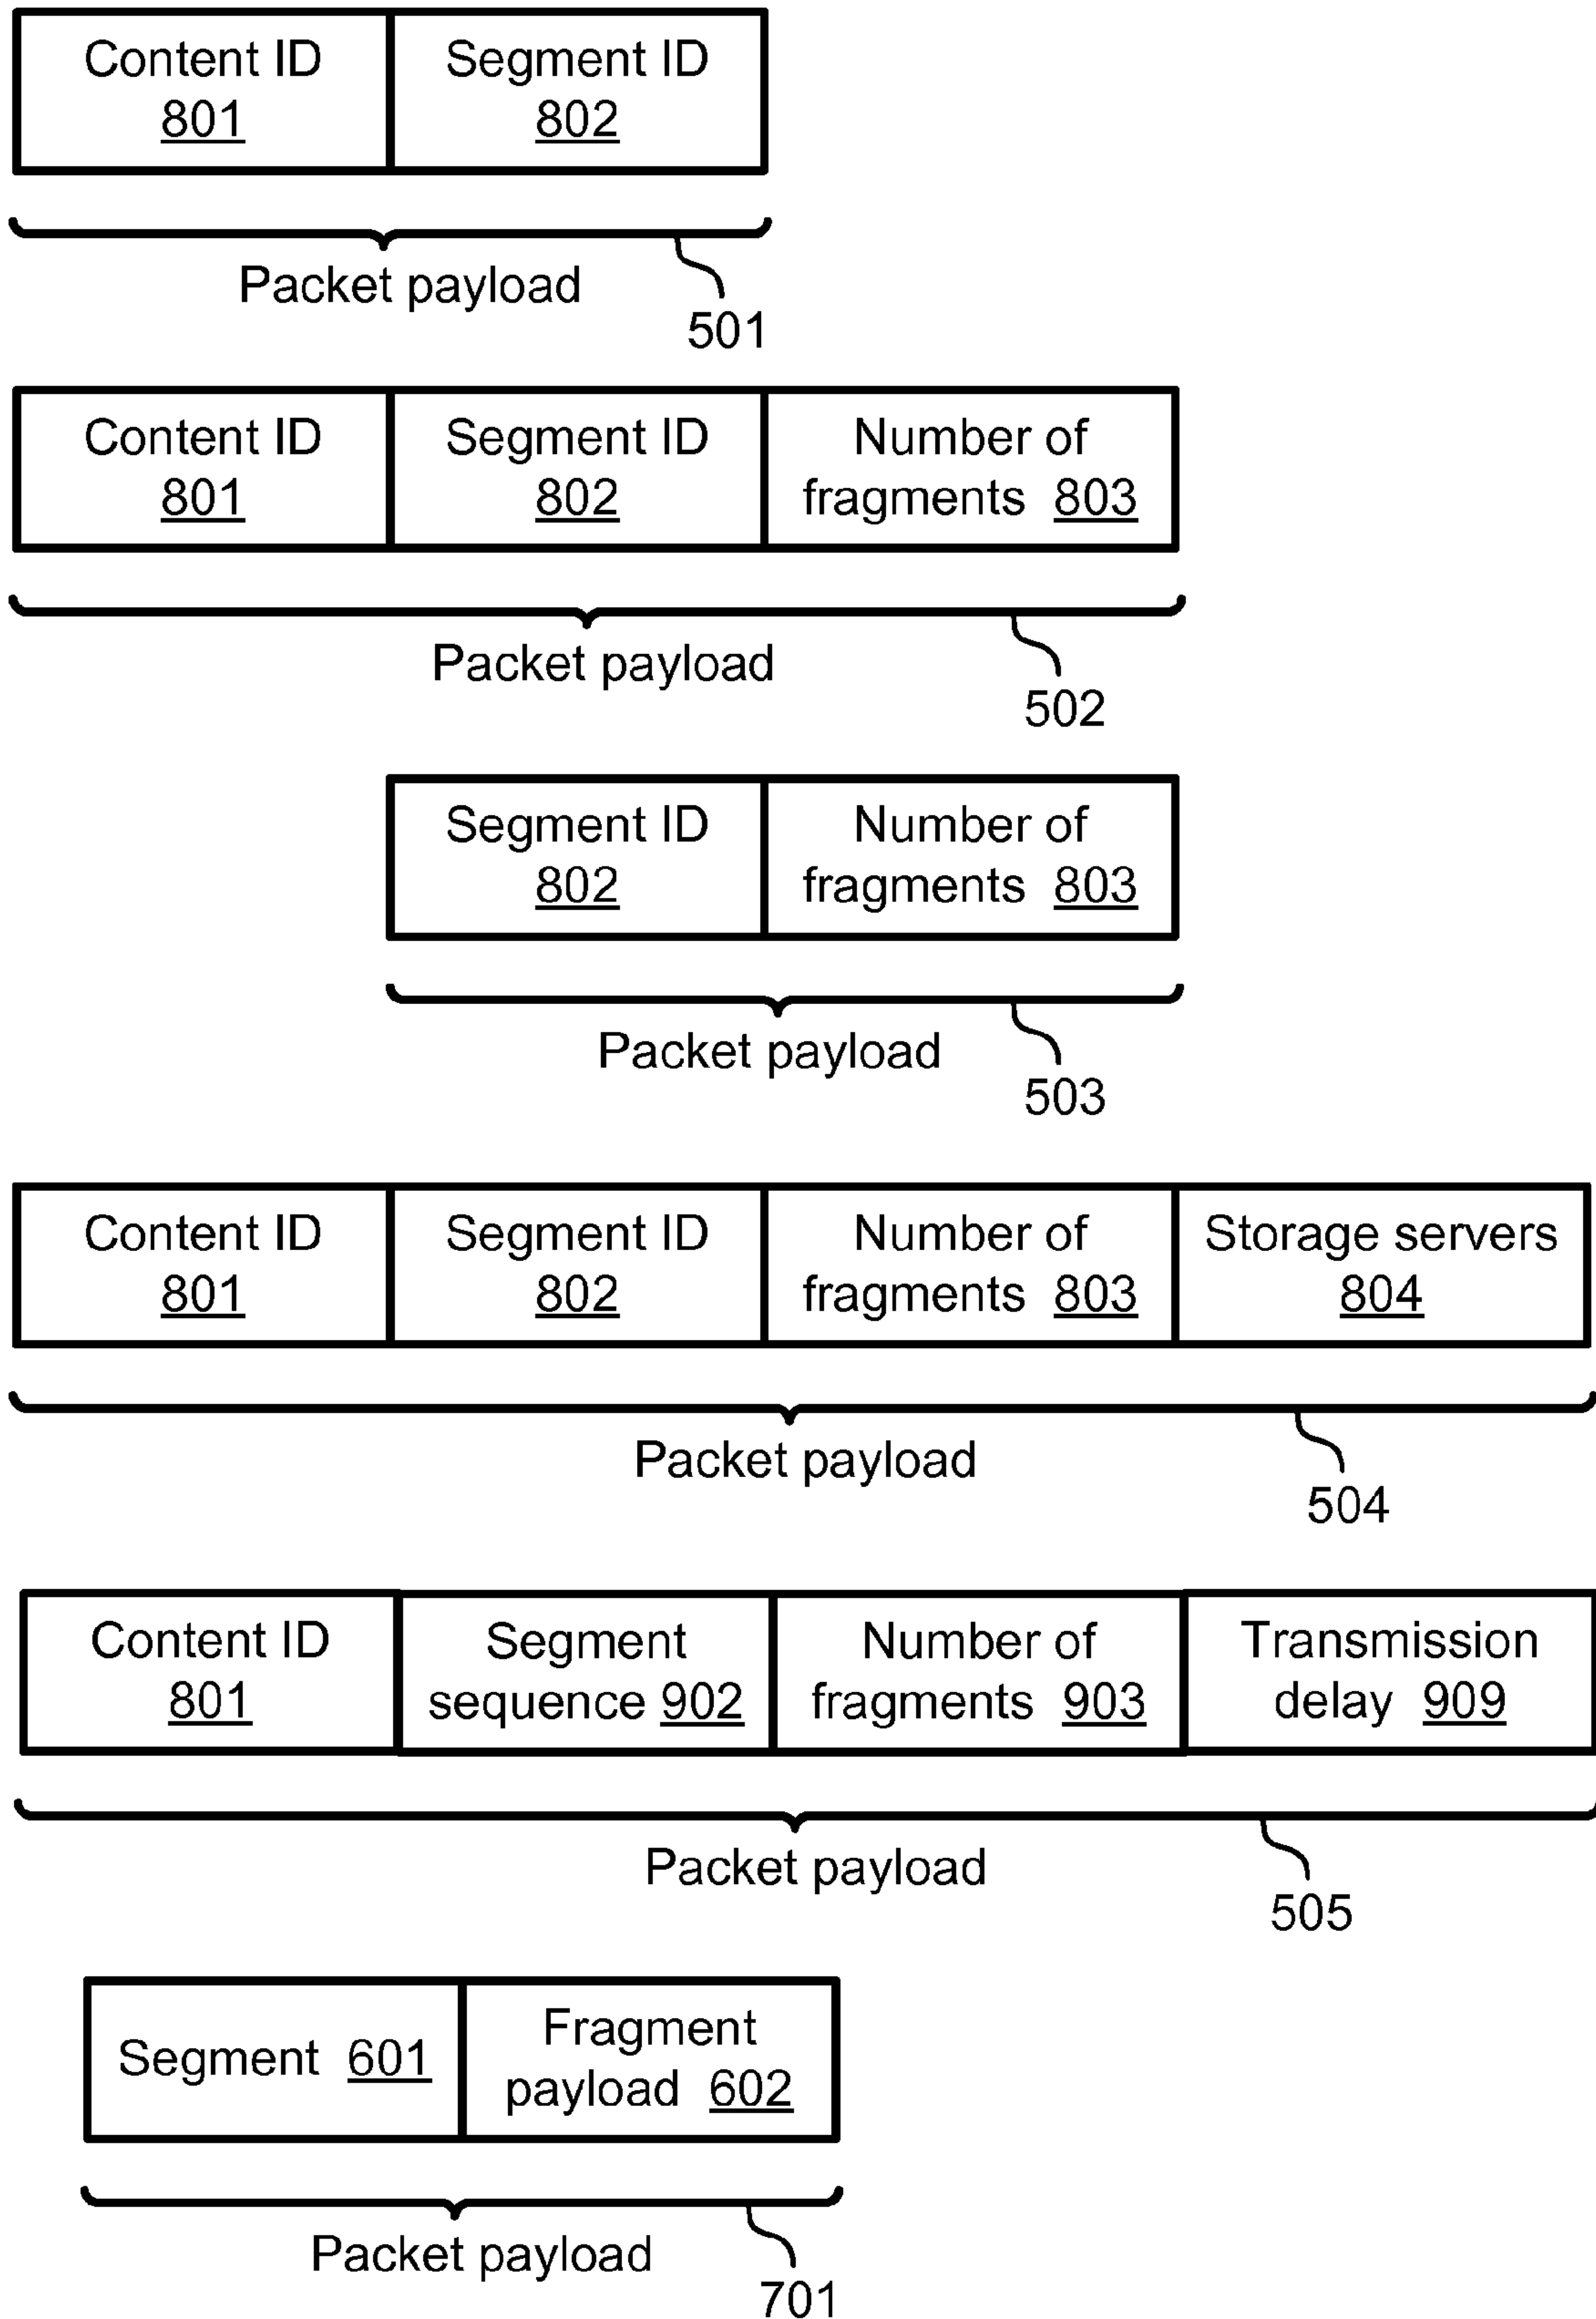 Content ID
801
Segment ID
802
Packet payload
501
Content ID
801
Segment ID
802
Number of
fragments 803
Packet payload
502
Segment ID
802
Number of
fragments 803
Packet payload
503
Content ID
801
Segment ID
802
Number of
fragments 803
Storage servers
804
Packet payload
504
Content ID
801
Segment
sequence 902
Number of
fragments 903
Transmission
delay 909
Packet payload
505
Segment 601
Fragment
payload 602
Packet payload
701